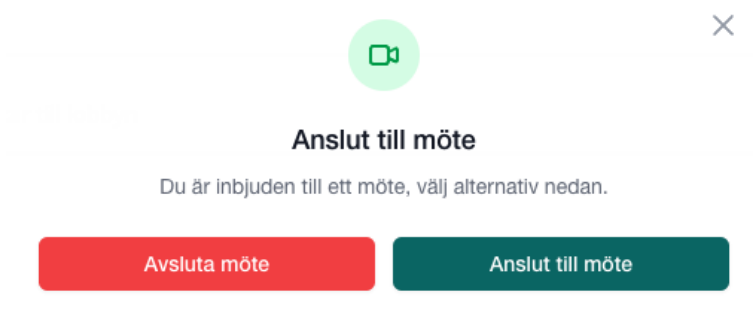 Anslut till möte
Du är inbjuden till ett möte, välj alternativ nedan.
Avsluta möte
Anslut till möte